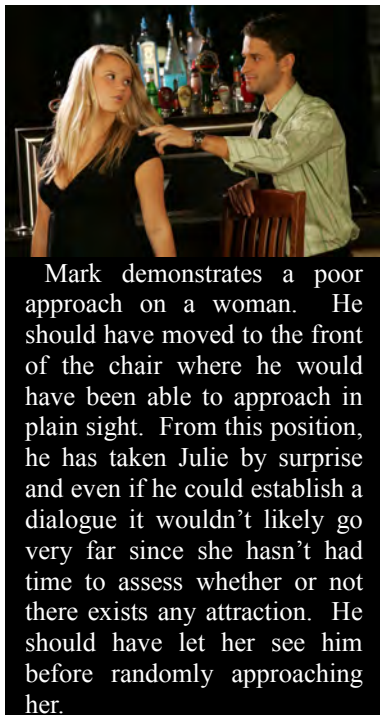 Mark demonstrates a poor
approach on a woman. He
should have moved to the front
of the chair where he would
have been able to approach in
plain sight. From this position,
he has taken Julie by surprise
and even if he could establish a
dialogue it wouldn't likely go
very far since she hasn't had
time to assess whether or not
there exists any attraction. He
should have let her see him
before randomly approaching
her.